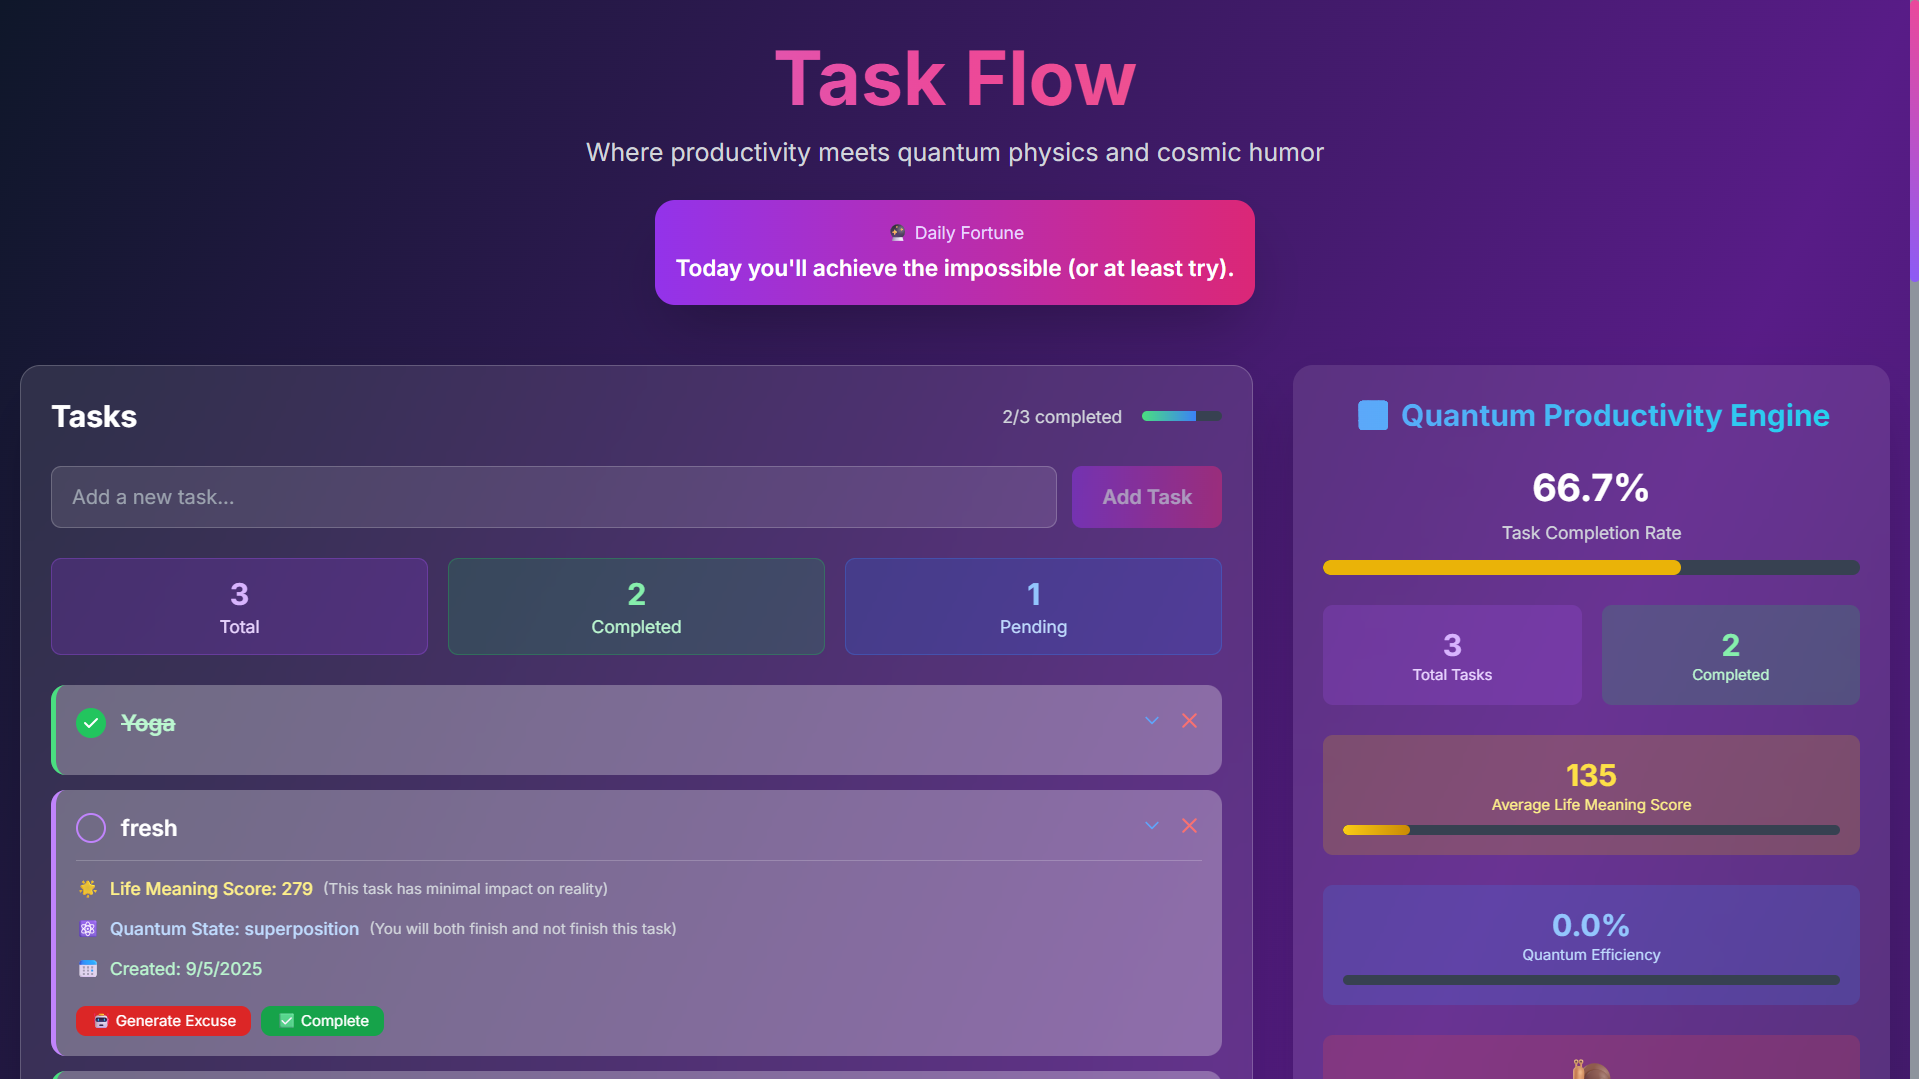 Task Flow
Where productivity meets quantum physics and cosmic humor
Daily Fortune
Today you'll achieve the impossible (or at least try).
Tasks
2/3 completed
Add a new task...
Add Task
3
Total
2
Completed
1
Pending
Yoga
fresh
Life Meaning Score: 279 (This task has minimal impact on reality)
Quantum State: superposition (You will both finish and not finish this task)
Created: 9/5/2025
Generate Excuse
Complete
Quantum Productivity Engine
66.7%
Task Completion Rate
3
Total Tasks
2
Completed
135
Average Life Meaning Score
0.0%
Quantum Efficiency